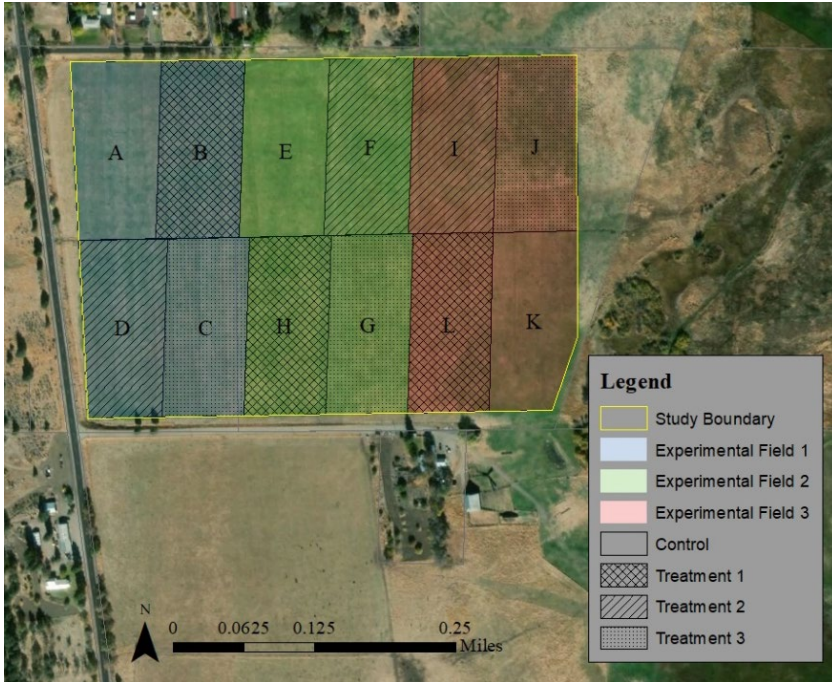 A
B
E
F
I
J
D
C
H
G
L
K
Legend
Study Boundary
Experimental Field 1
Experimental Field 2
Experimental Field 3
Control
Treatment 1
Treatment 2
Treatment 3
N
0 0.0625 0.125 0.25
Miles